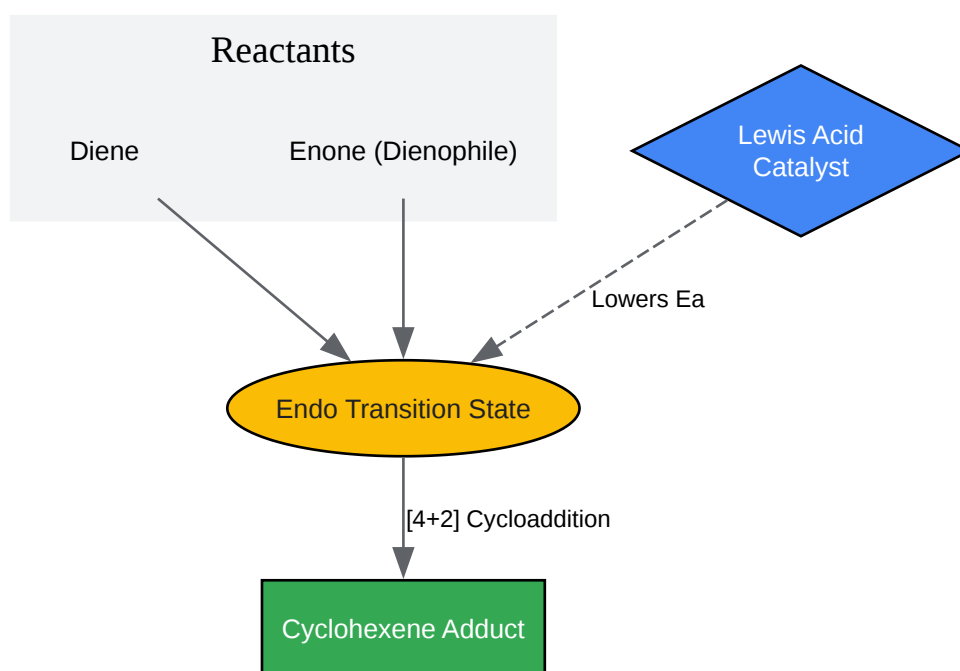 Reactants
Diene
Enone (Dienophile)
Lewis Acid
Catalyst
Lowers Ea
Endo Transition State
[4+2] Cycloaddition
Cyclohexene Adduct